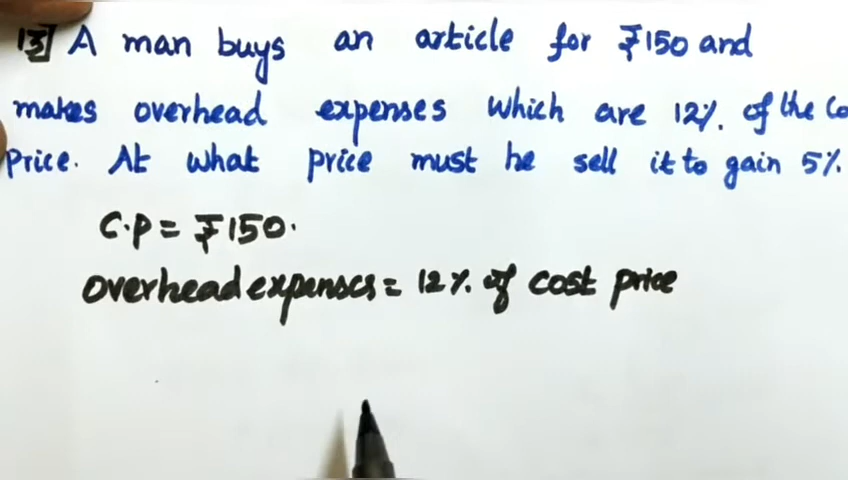 13] A man buys an article for ₹150 and
makes overhead expenses which are 12%. of the Co
Price. At what price must he sell it to gain 5%.
C.P = ₹150.
overhead expenses = 12%. of cost price